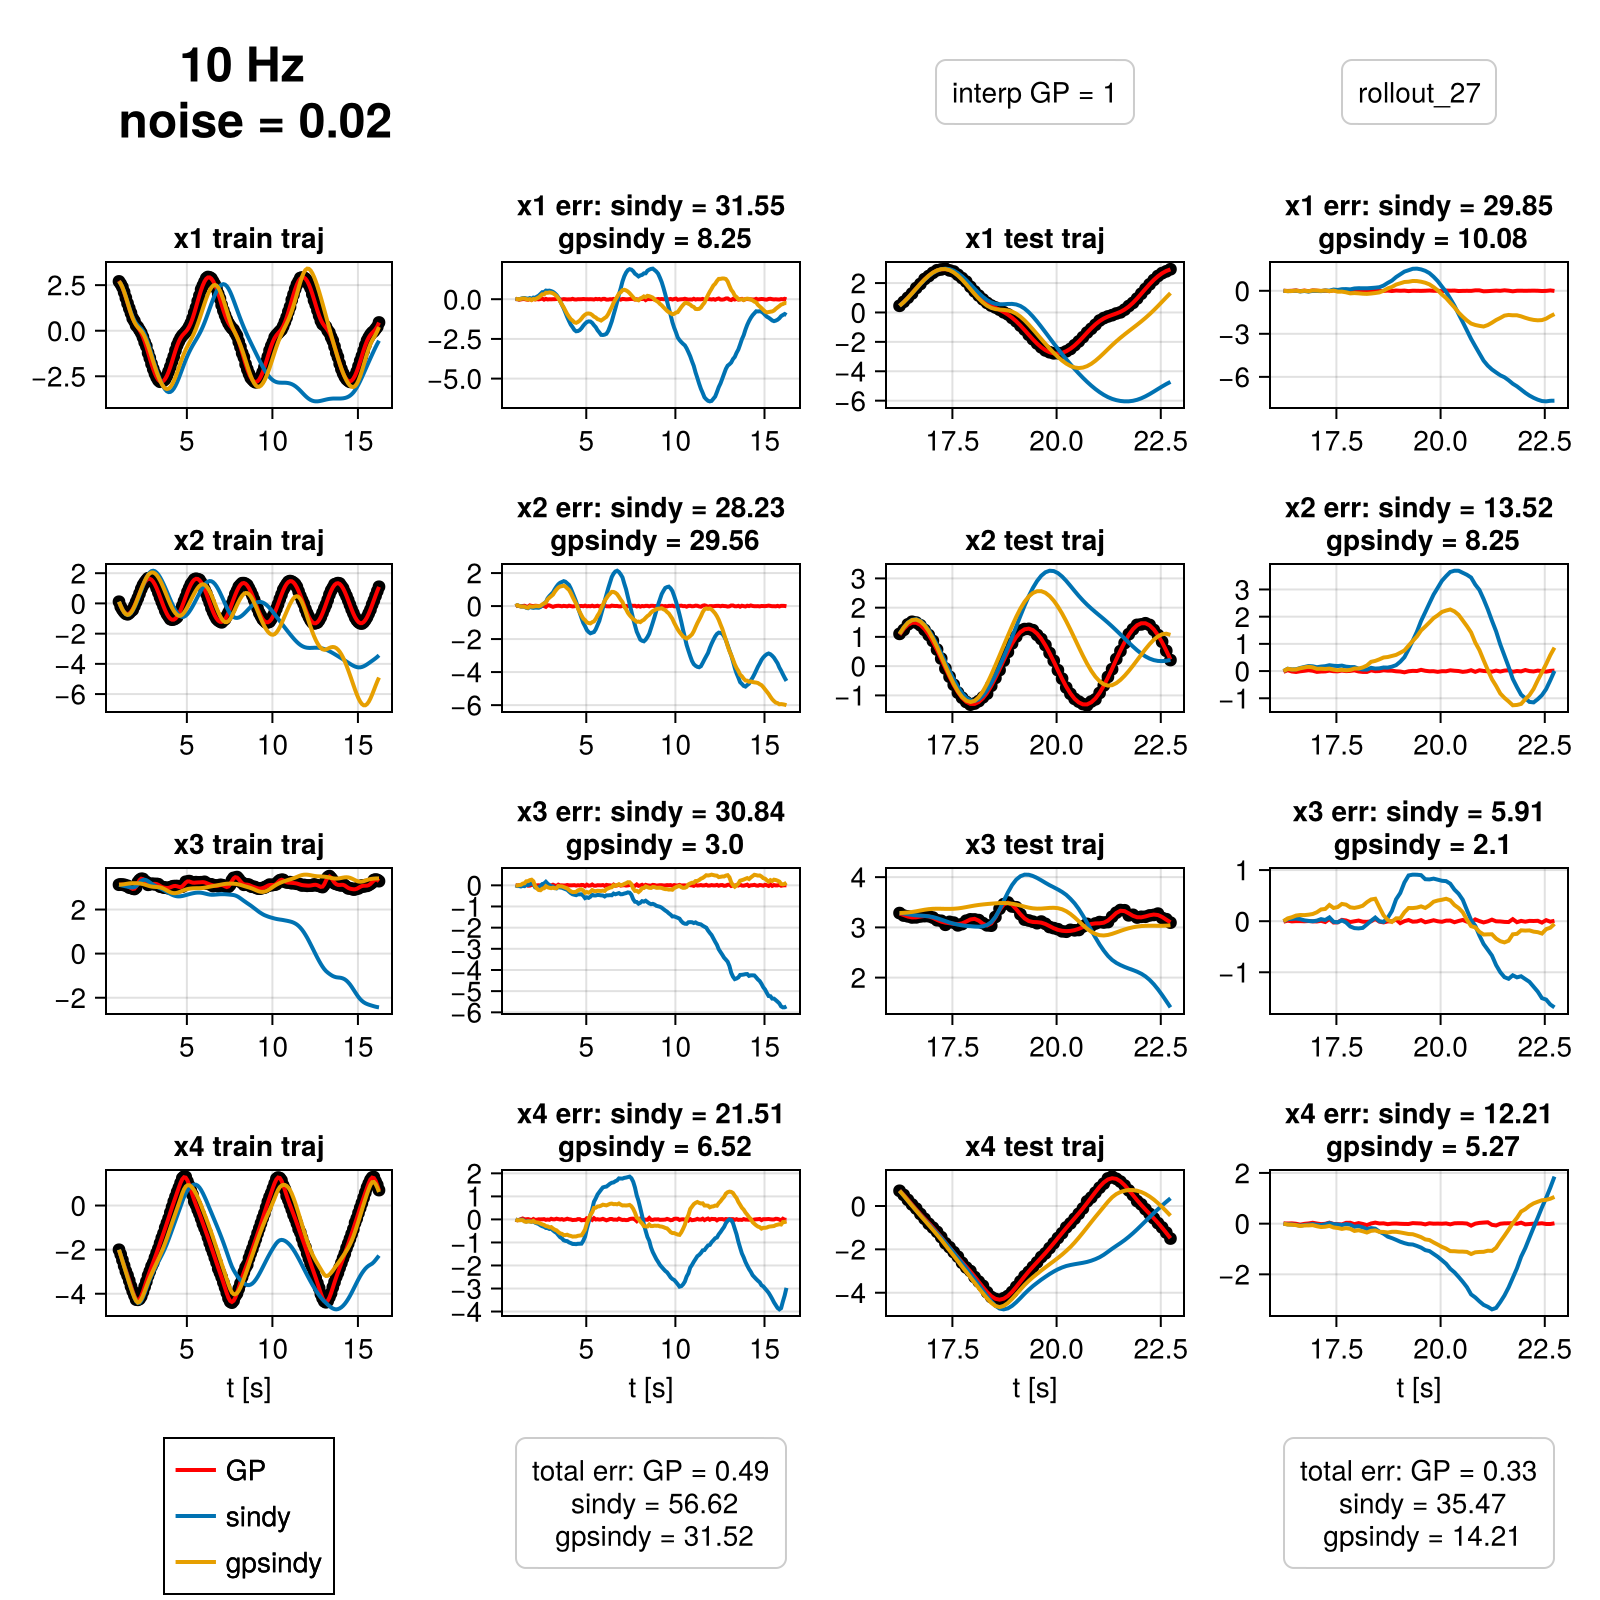 10 Hz
noise = 0.02
interp GP = 1
rollout_27
x1 train traj
2.5
0.0
−2.5
5
10
15
x1 err: sindy = 31.55
gpsindy = 8.25
0.0
−2.5
−5.0
5
10
15
x1 test traj
2
0
−2
−4
−6
17.5
20.0
22.5
x1 err: sindy = 29.85
gpsindy = 10.08
0
−3
−6
17.5
20.0
22.5
x2 train traj
2
0
−2
−4
−6
5
10
15
x2 err: sindy = 28.23
gpsindy = 29.56
2
0
−2
−4
−6
5
10
15
x2 test traj
3
2
1
0
−1
17.5
20.0
22.5
x2 err: sindy = 13.52
gpsindy = 8.25
3
2
1
0
−1
17.5
20.0
22.5
x3 train traj
2
0
−2
5
10
15
x3 err: sindy = 30.84
gpsindy = 3.0
0
−1
−2
−3
−4
−5
−6
5
10
15
x3 test traj
4
3
2
17.5
20.0
22.5
x3 err: sindy = 5.91
gpsindy = 2.1
1
0
−1
17.5
20.0
22.5
x4 train traj
0
−2
−4
5
10
15
t [s]
x4 err: sindy = 21.51
gpsindy = 6.52
2
1
0
−1
−2
−3
−4
5
10
15
t [s]
x4 test traj
0
−2
−4
17.5
20.0
22.5
t [s]
x4 err: sindy = 12.21
gpsindy = 5.27
2
0
−2
17.5
20.0
22.5
t [s]
GP
sindy
gpsindy
total err: GP = 0.49
sindy = 56.62
gpsindy = 31.52
total err: GP = 0.33
sindy = 35.47
gpsindy = 14.21